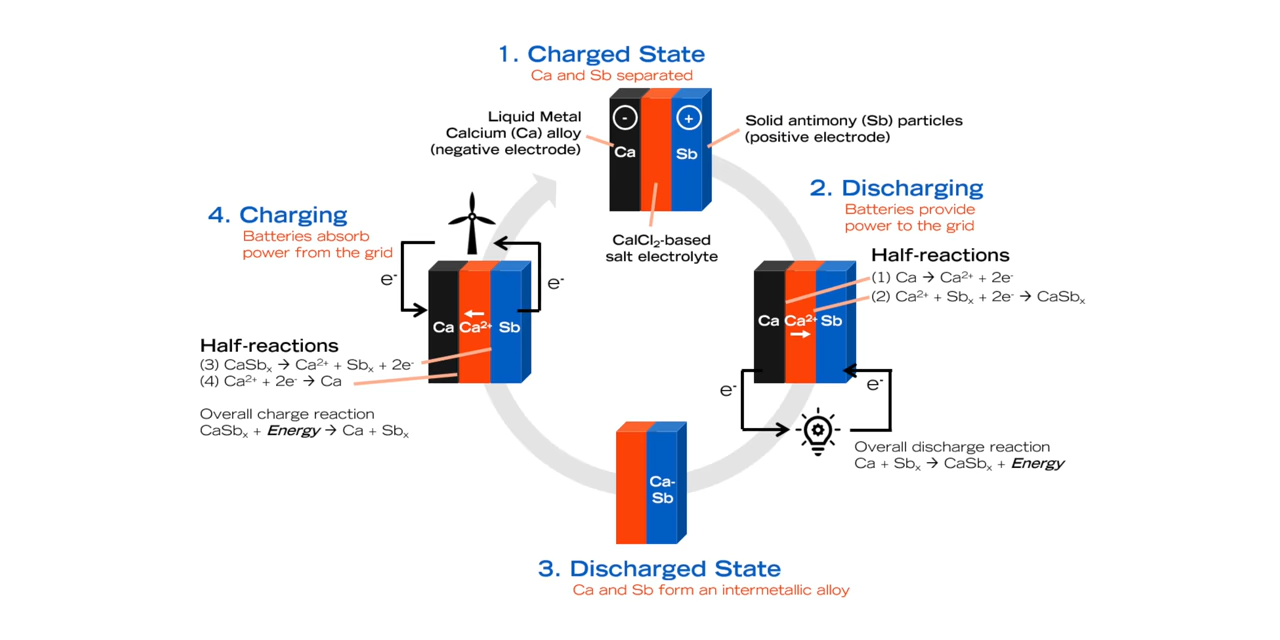 1. Charged State
Ca and Sb separated
Liquid Metal
Calcium (Ca) alloy
(negative electrode)
-
+
Ca
Sb
Solid antimony (Sb) particles
(positive electrode)
CalCl₂-based
salt electrolyte
2. Discharging
Batteries provide
power to the grid
Half-reactions
(1) Ca → Ca²⁺ + 2e⁻
(2) Ca²⁺ + Sbₓ + 2e⁻ → CaSbₓ
Ca Ca²⁺ Sb
e⁻
e⁻
Overall discharge reaction
Ca + Sbₓ → CaSbₓ + Energy
Ca-
Sb
3. Discharged State
Ca and Sb form an intermetallic alloy
4. Charging
Batteries absorb
power from the grid
e⁻
e⁻
Ca Ca²⁺ Sb
Half-reactions
(3) CaSbₓ → Ca²⁺ + Sbₓ + 2e⁻
(4) Ca²⁺ + 2e⁻ → Ca
Overall charge reaction
CaSbₓ + Energy → Ca + Sbₓ